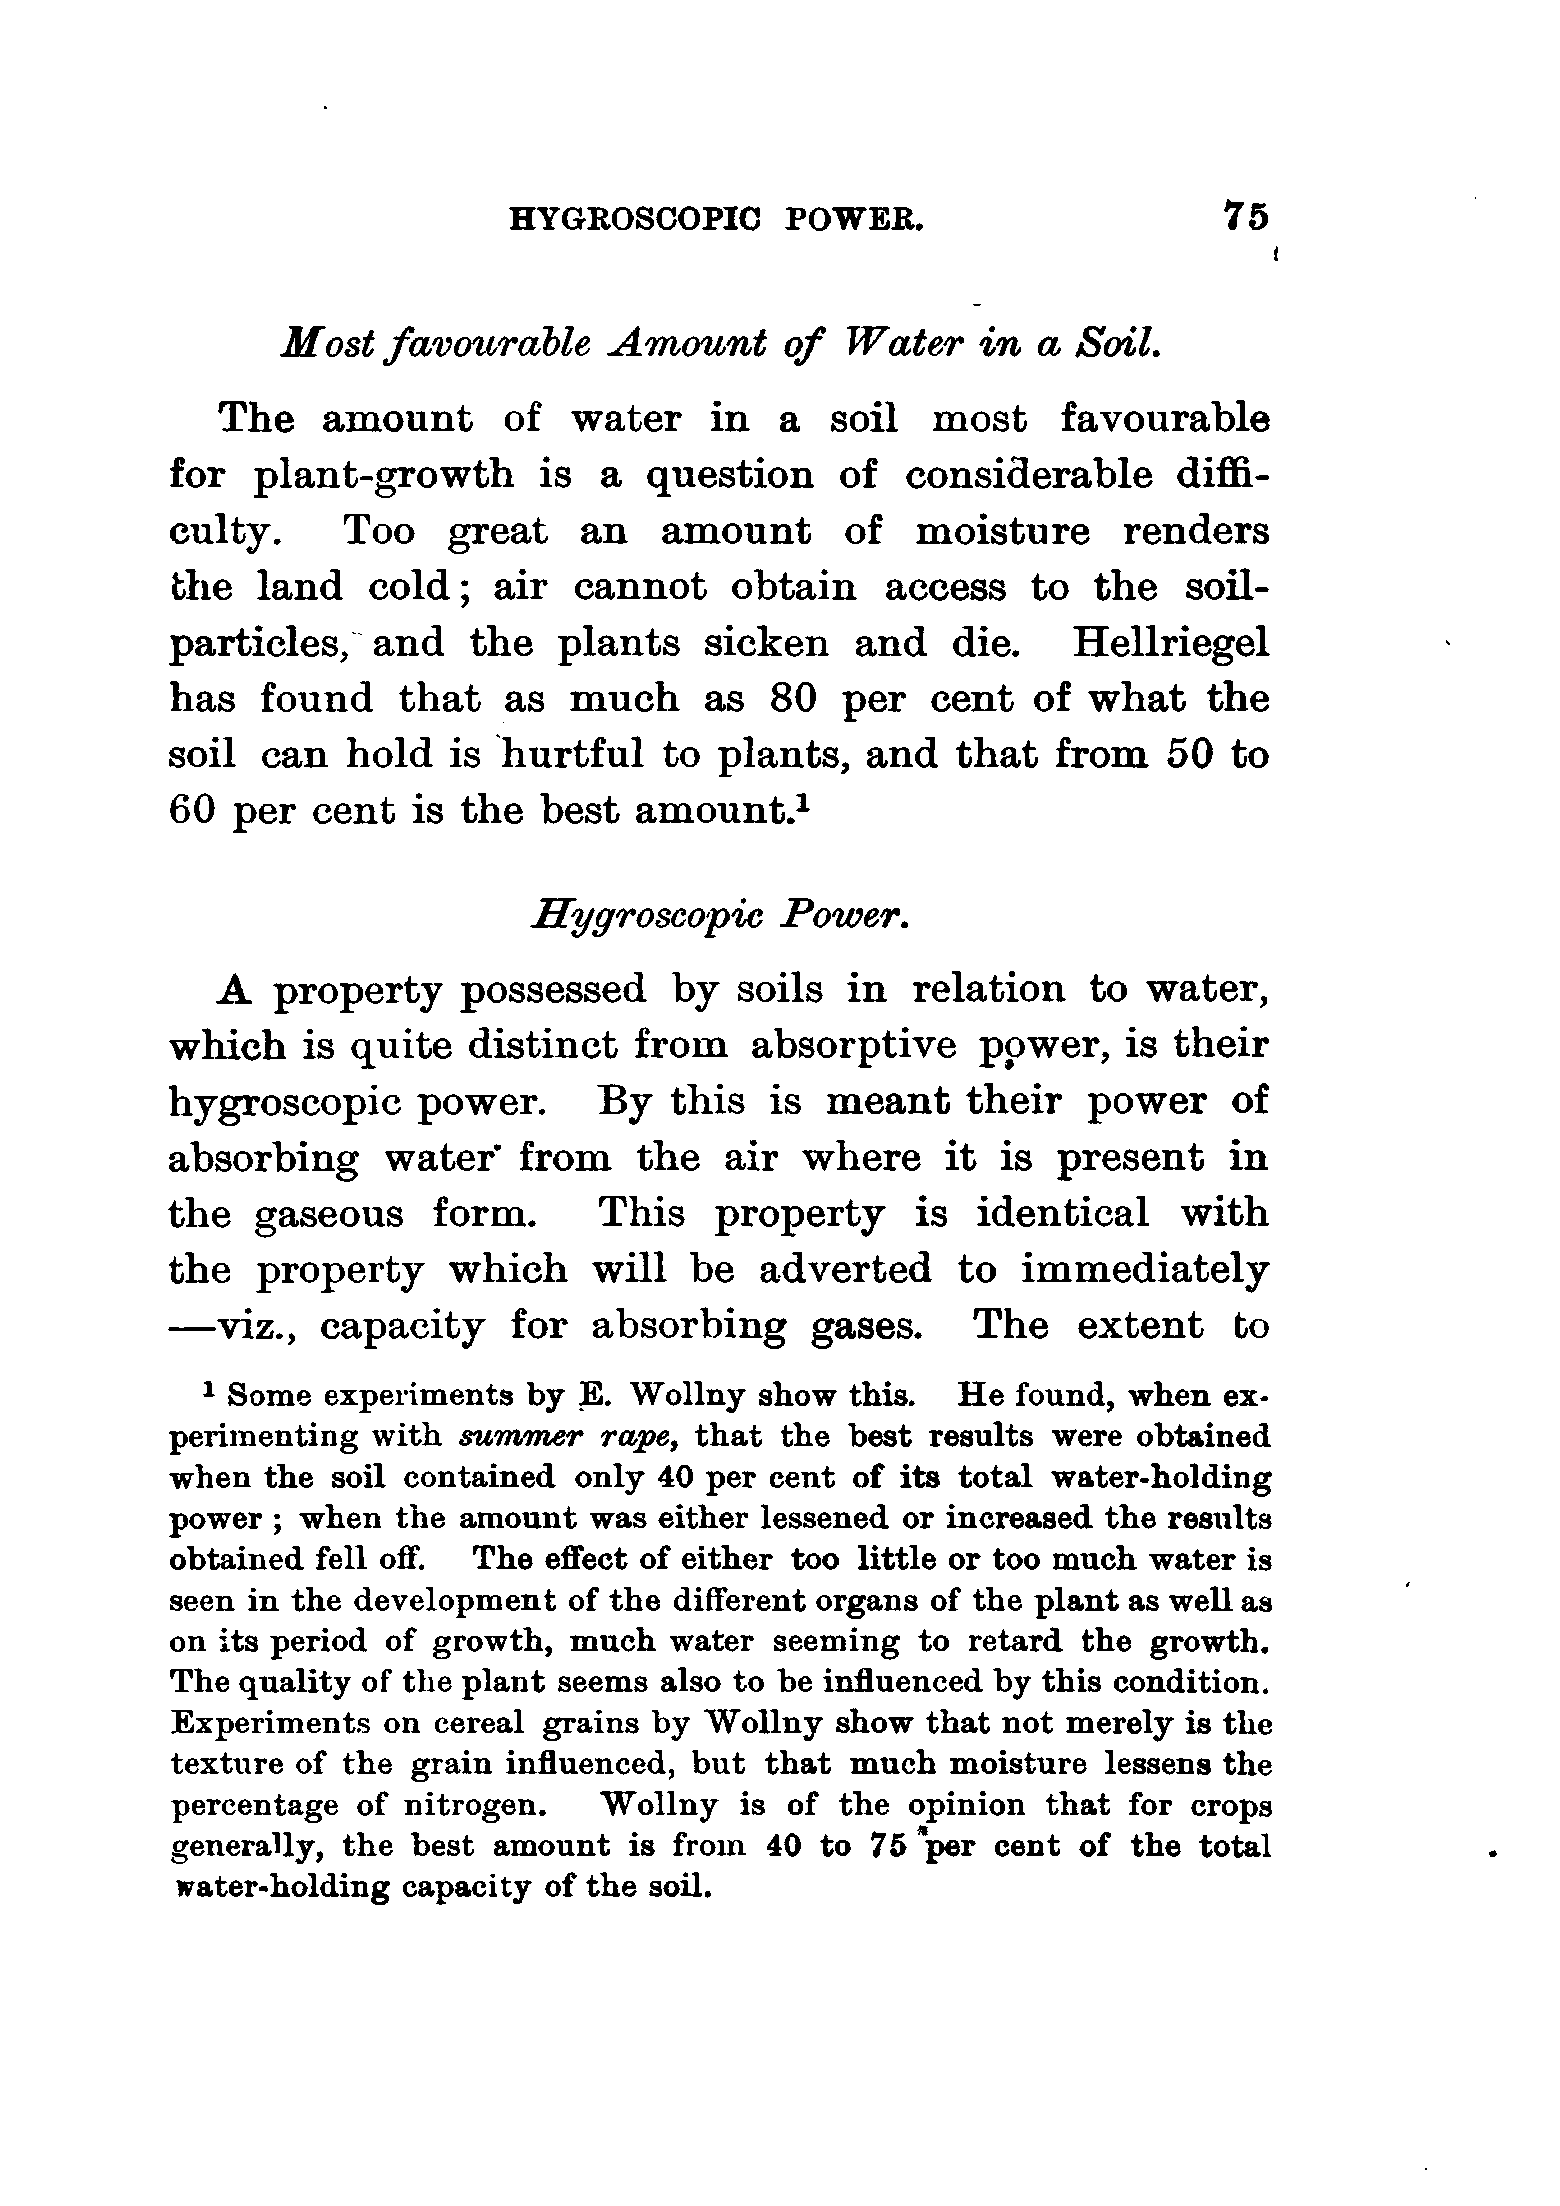 HYGROSCOPIC POWER. 75
Most favourable Amount of Water in a Soil.
The amount of water in a soil most favourable
for plant-growth is a question of considerable diffi-
culty. Too great an amount of moisture renders
the land cold; air cannot obtain access to the soil-
particles, and the plants sicken and die. Hellriegel
has found that as much as 80 per cent of what the
soil can hold is hurtful to plants, and that from 50 to
60 per cent is the best amount.¹
Hygroscopic Power.
A property possessed by soils in relation to water,
which is quite distinct from absorptive power, is their
hygroscopic power. By this is meant their power of
absorbing water from the air where it is present in
the gaseous form. This property is identical with
the property which will be adverted to immediately
—viz., capacity for absorbing gases. The extent to
¹ Some experiments by E. Wollny show this. He found, when ex-
perimenting with summer rape, that the best results were obtained
when the soil contained only 40 per cent of its total water-holding
power; when the amount was either lessened or increased the results
obtained fell off. The effect of either too little or too much water is
seen in the development of the different organs of the plant as well as
on its period of growth, much water seeming to retard the growth.
The quality of the plant seems also to be influenced by this condition.
Experiments on cereal grains by Wollny show that not merely is the
texture of the grain influenced, but that much moisture lessens the
percentage of nitrogen. Wollny is of the opinion that for crops
generally, the best amount is from 40 to 75 per cent of the total
water-holding capacity of the soil.